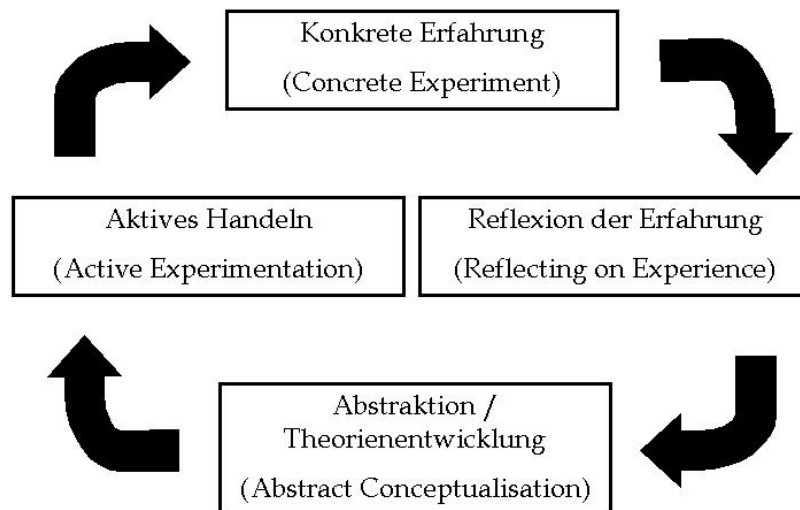 Konkrete Erfahrung
(Concrete Experiment)
Aktives Handeln
(Active Experimentation)
Reflexion der Erfahrung
(Reflecting on Experience)
Abstraktion /
Theorienentwicklung
(Abstract Conceptualisation)